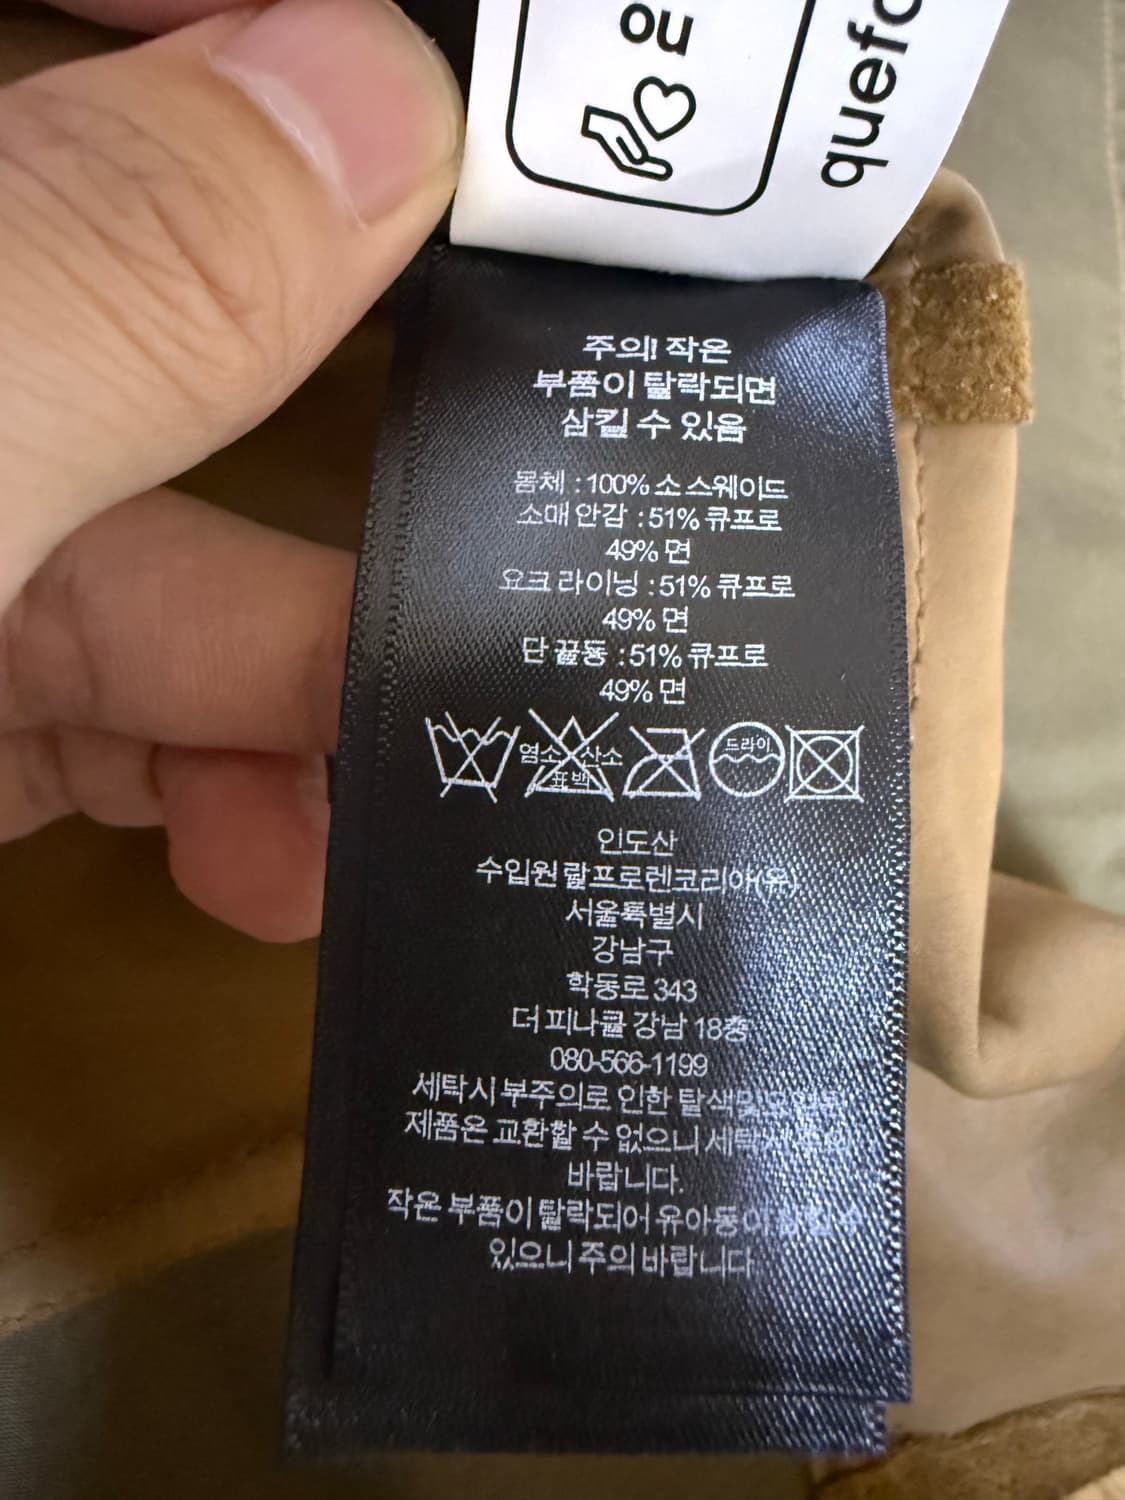 주의! 작은
부품이 탈락되면
삼킬 수 있음
몸체 : 100% 소 스웨이드
소매 안감 : 51% 큐프로
49% 면
요크 라이닝 : 51% 큐프로
49% 면
단 끝동 : 51% 큐프로
49% 면
염소 산소
표백
드라이
인도산
수입원 랄프로렌코리아(유)
서울특별시
강남구
학동로 343
더 피나클 강남 18층
080-566-1199
세탁시 부주의로 인한 탈색및
제품은 교환할 수 없으니 세탁시
바랍니다.
작은 부품이 탈락되어 유아동이 삼킬 수
있으니 주의 바랍니다